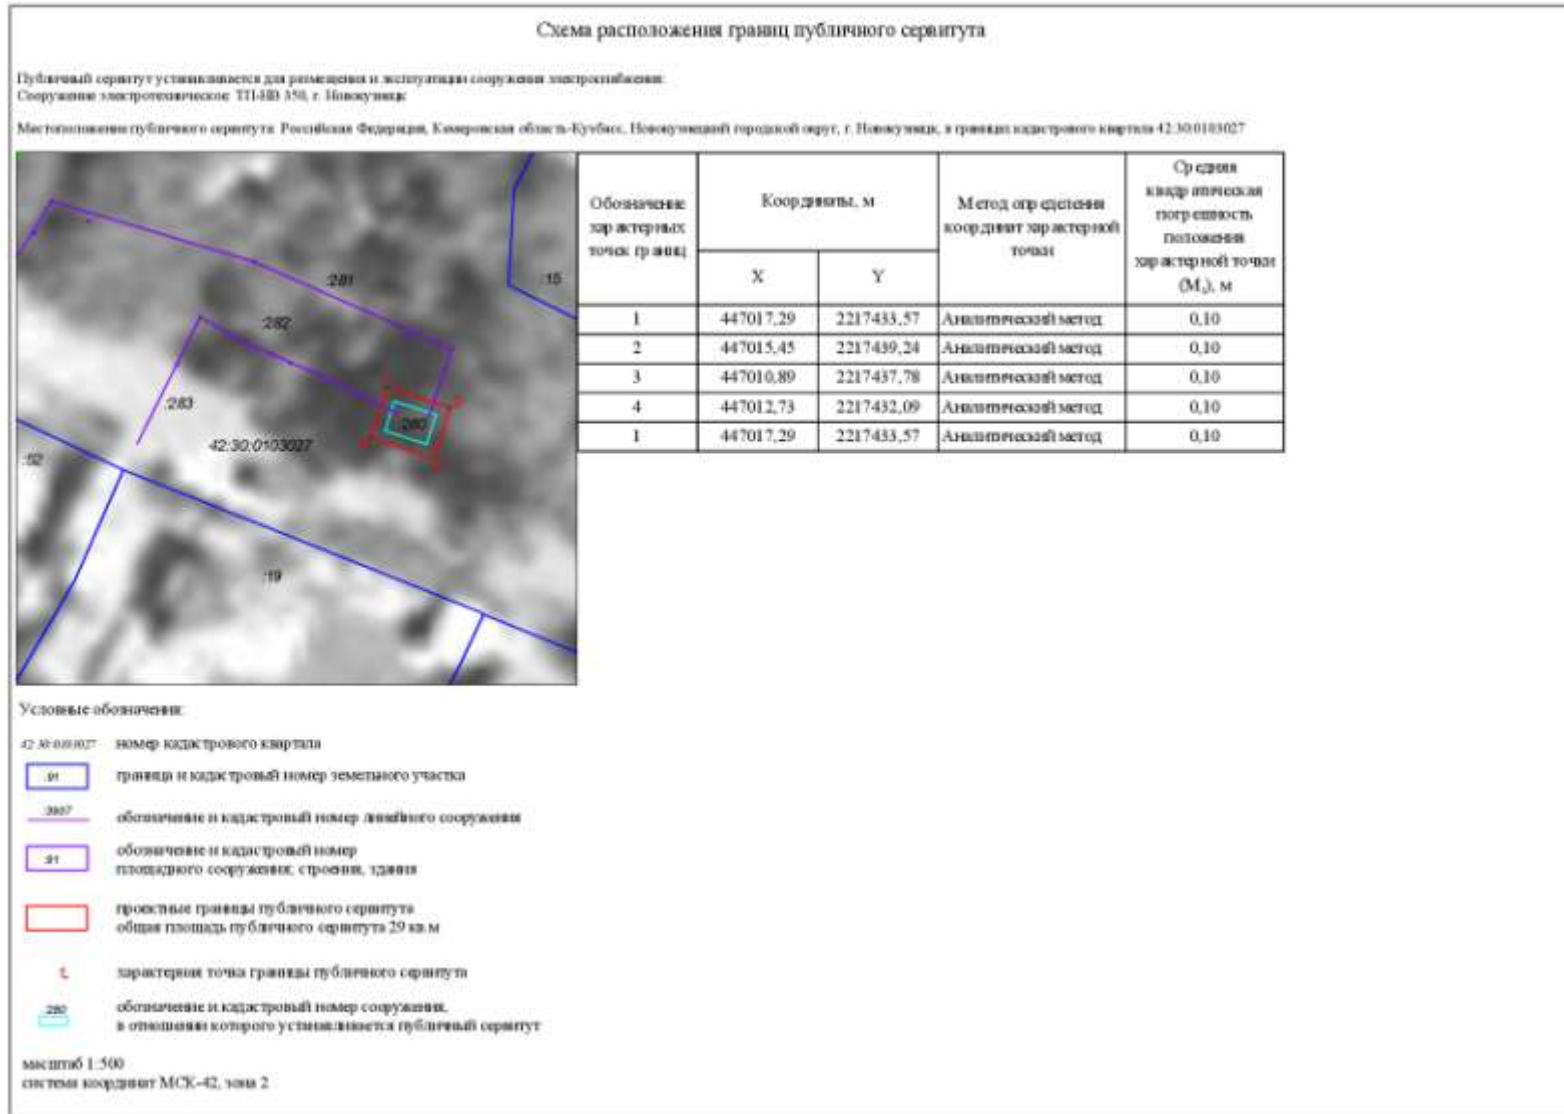 Схема расположения границ публичного сервитута
Публичный сервитут устанавливается для размещения и эксплуатации сооружения электроснабжения:
Сооружение электротехническое ТП-НВ 350, г. Новокузнецк
Местоположение публичного сервитута: Российская Федерация, Кемеровская область-Кузбасс, Новокузнецкий городской округ, г. Новокузнецк, в границах кадастрового квартала 42:30:0103027
Обозначение характерных точек границ
Координаты, м
X
Y
Метод определения координат характерной точки
Средняя квадратическая погрешность положения характерной точки (Mt), м
1 447017,29 2217433,57 Аналитический метод 0,10
2 447015,45 2217439,24 Аналитический метод 0,10
3 447010,89 2217437,78 Аналитический метод 0,10
4 447012,73 2217432,09 Аналитический метод 0,10
1 447017,29 2217433,57 Аналитический метод 0,10
:281
:15
:282
:283
:280
42:30:0103027
:52
:19
Условные обозначения:
42:30:0103027 номер кадастрового квартала
:91 граница и кадастровый номер земельного участка
:3987 обозначение и кадастровый номер линейного сооружения
:91 обозначение и кадастровый номер
площадного сооружения, строения, здания
проектные границы публичного сервитута
общая площадь публичного сервитута 29 кв.м
характерная точка границы публичного сервитута
:280 обозначение и кадастровый номер сооружения,
в отношении которого устанавливается публичный сервитут
масштаб 1:500
система координат МСК-42, зона 2